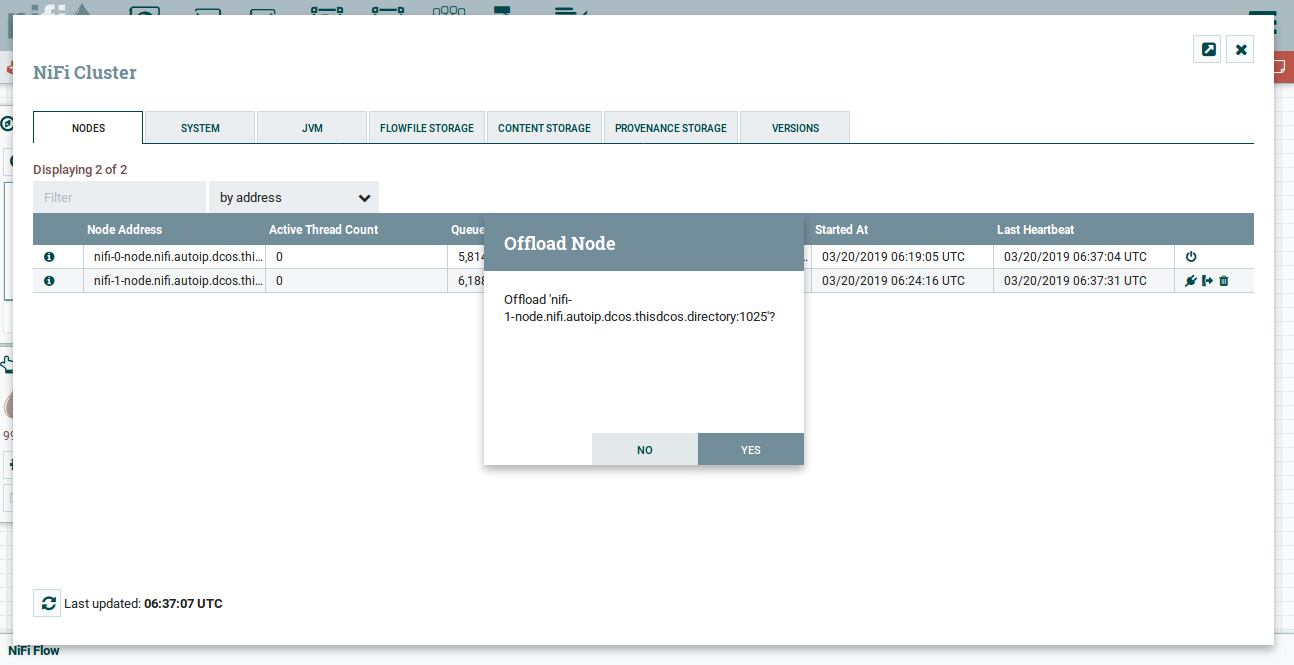 nifi
NiFi Cluster
NODES
SYSTEM
JVM
FLOWFILE STORAGE
CONTENT STORAGE
PROVENANCE STORAGE
VERSIONS
Displaying 2 of 2
Filter
by address
Node Address
Active Thread Count
Queue
Started At
Last Heartbeat
nifi-0-node.nifi.autoip.dcos.thi...
0
5,814
03/20/2019 06:19:05 UTC
03/20/2019 06:37:04 UTC
nifi-1-node.nifi.autoip.dcos.thi...
0
6,188
03/20/2019 06:24:16 UTC
03/20/2019 06:37:31 UTC
Offload Node
Offload 'nifi-
1-node.nifi.autoip.dcos.thisdcos.directory:1025'?
NO
YES
Last updated: 06:37:07 UTC
NiFi Flow